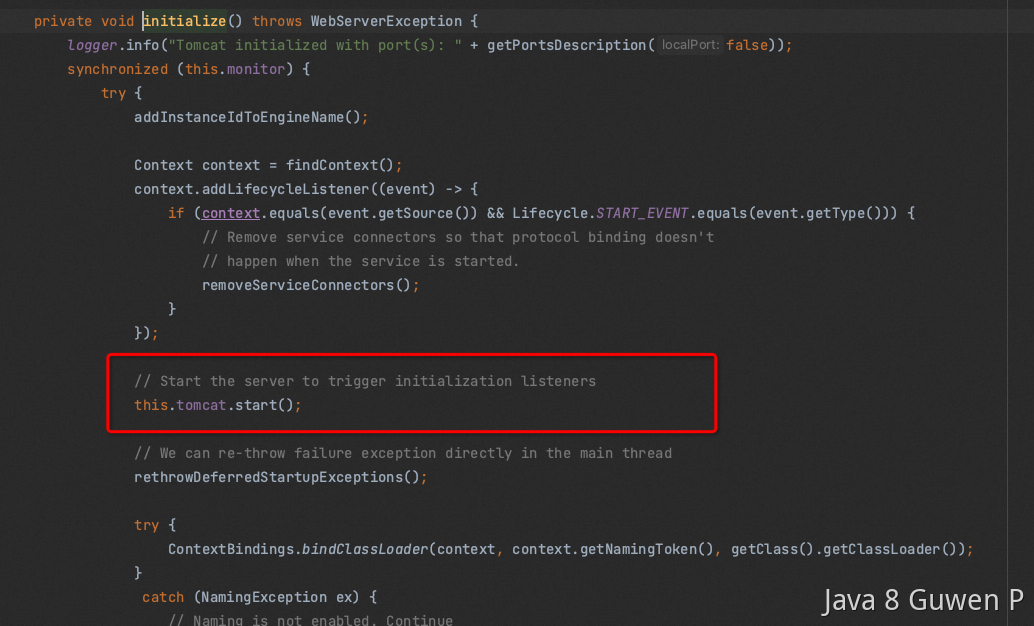 private void initialize() throws WebServerException {
logger.info("Tomcat initialized with port(s): " + getPortsDescription( localPort: false));
synchronized (this.monitor) {
try {
addInstanceIdToEngineName();
Context context = findContext();
context.addLifecycleListener((event) -> {
if (context.equals(event.getSource()) && Lifecycle.START_EVENT.equals(event.getType())) {
// Remove service connectors so that protocol binding doesn't
// happen when the service is started.
removeServiceConnectors();
}
});
// Start the server to trigger initialization listeners
this.tomcat.start();
// We can re-throw failure exception directly in the main thread
rethrowDeferredStartupExceptions();
try {
ContextBindings.bindClassLoader(context, context.getNamingToken(), getClass().getClassLoader());
}
catch (NamingException ex) {
// Naming is not enabled. Continue
Java 8 Guwen P